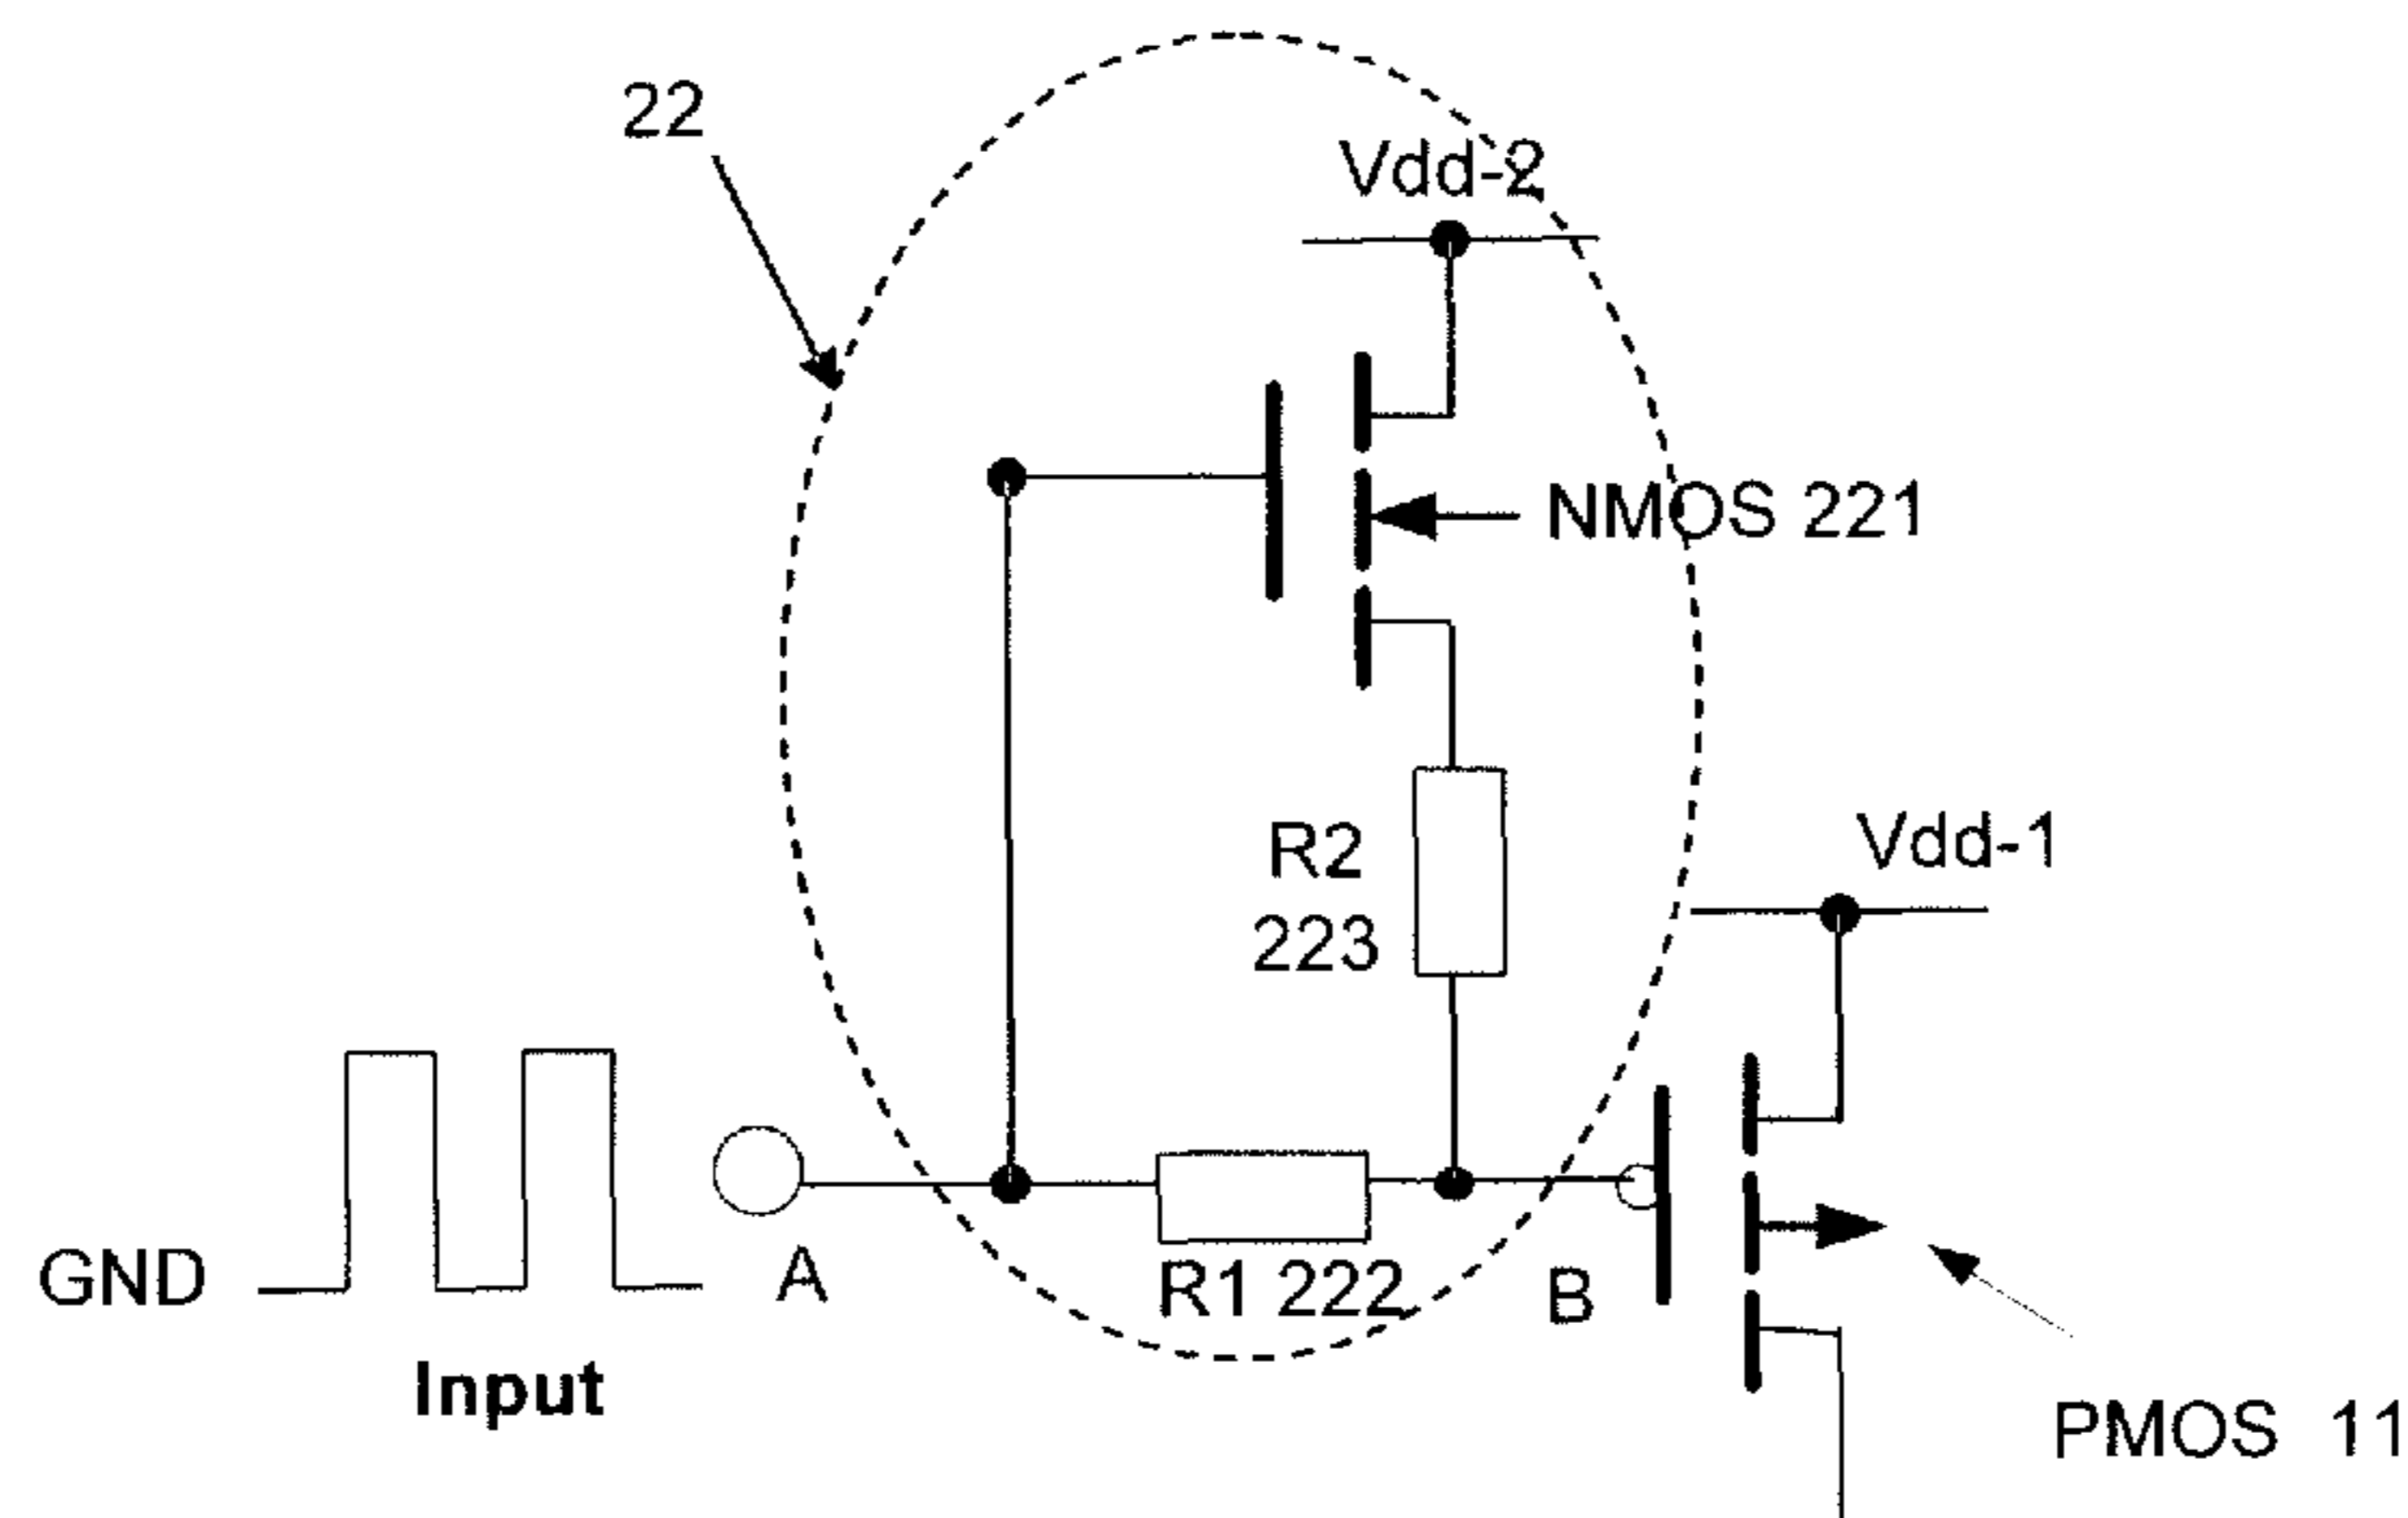 22
Vdd-2
NMOS 221
R2
223
Vdd-1
GND
A
R1 222
B
Input
PMOS 11